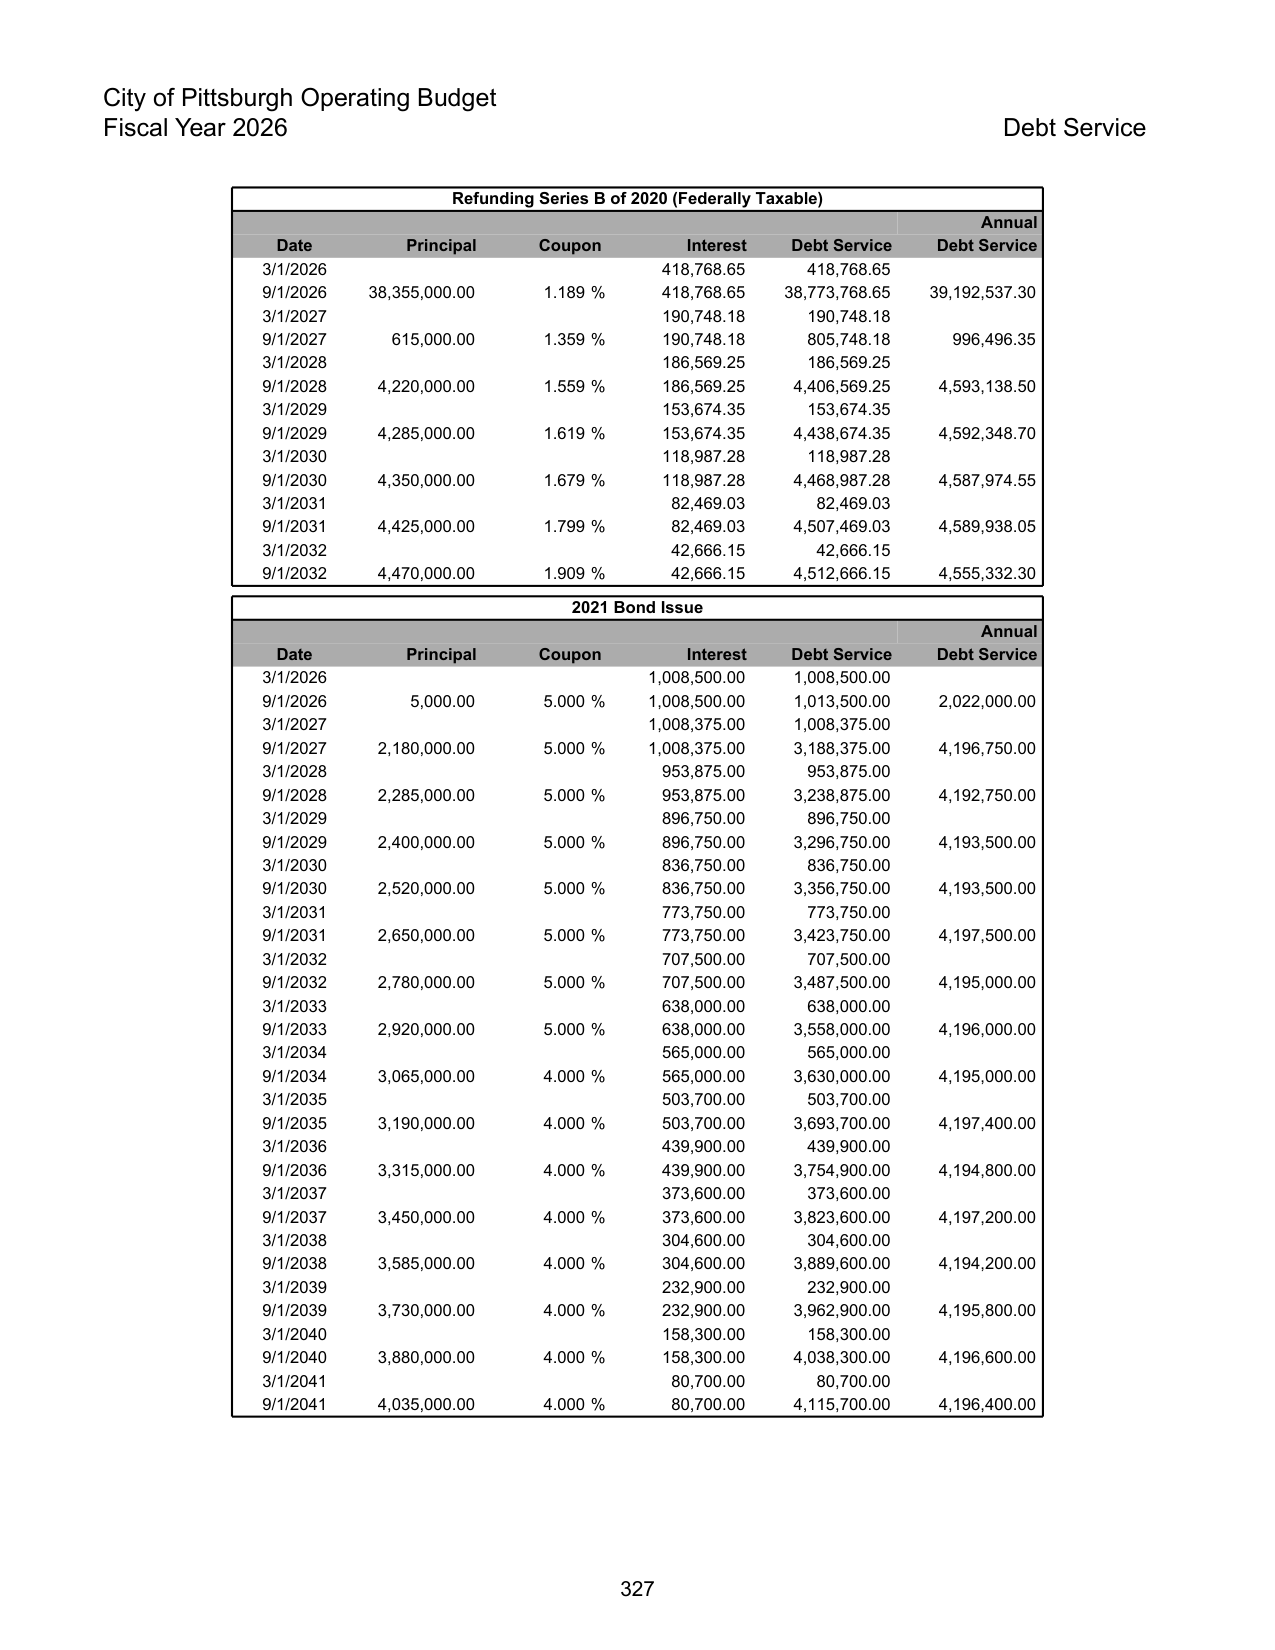 City of Pittsburgh Operating Budget
Fiscal Year 2026 Debt Service
Refunding Series B of 2020 (Federally Taxable)
Annual
Date Principal Coupon Interest Debt Service Debt Service
3/1/2026 418,768.65 418,768.65
9/1/2026 38,355,000.00 1.189 % 418,768.65 38,773,768.65 39,192,537.30
3/1/2027 190,748.18 190,748.18
9/1/2027 615,000.00 1.359 % 190,748.18 805,748.18 996,496.35
3/1/2028 186,569.25 186,569.25
9/1/2028 4,220,000.00 1.559 % 186,569.25 4,406,569.25 4,593,138.50
3/1/2029 153,674.35 153,674.35
9/1/2029 4,285,000.00 1.619 % 153,674.35 4,438,674.35 4,592,348.70
3/1/2030 118,987.28 118,987.28
9/1/2030 4,350,000.00 1.679 % 118,987.28 4,468,987.28 4,587,974.55
3/1/2031 82,469.03 82,469.03
9/1/2031 4,425,000.00 1.799 % 82,469.03 4,507,469.03 4,589,938.05
3/1/2032 42,666.15 42,666.15
9/1/2032 4,470,000.00 1.909 % 42,666.15 4,512,666.15 4,555,332.30
2021 Bond Issue
Annual
Date Principal Coupon Interest Debt Service Debt Service
3/1/2026 1,008,500.00 1,008,500.00
9/1/2026 5,000.00 5.000 % 1,008,500.00 1,013,500.00 2,022,000.00
3/1/2027 1,008,375.00 1,008,375.00
9/1/2027 2,180,000.00 5.000 % 1,008,375.00 3,188,375.00 4,196,750.00
3/1/2028 953,875.00 953,875.00
9/1/2028 2,285,000.00 5.000 % 953,875.00 3,238,875.00 4,192,750.00
3/1/2029 896,750.00 896,750.00
9/1/2029 2,400,000.00 5.000 % 896,750.00 3,296,750.00 4,193,500.00
3/1/2030 836,750.00 836,750.00
9/1/2030 2,520,000.00 5.000 % 836,750.00 3,356,750.00 4,193,500.00
3/1/2031 773,750.00 773,750.00
9/1/2031 2,650,000.00 5.000 % 773,750.00 3,423,750.00 4,197,500.00
3/1/2032 707,500.00 707,500.00
9/1/2032 2,780,000.00 5.000 % 707,500.00 3,487,500.00 4,195,000.00
3/1/2033 638,000.00 638,000.00
9/1/2033 2,920,000.00 5.000 % 638,000.00 3,558,000.00 4,196,000.00
3/1/2034 565,000.00 565,000.00
9/1/2034 3,065,000.00 4.000 % 565,000.00 3,630,000.00 4,195,000.00
3/1/2035 503,700.00 503,700.00
9/1/2035 3,190,000.00 4.000 % 503,700.00 3,693,700.00 4,197,400.00
3/1/2036 439,900.00 439,900.00
9/1/2036 3,315,000.00 4.000 % 439,900.00 3,754,900.00 4,194,800.00
3/1/2037 373,600.00 373,600.00
9/1/2037 3,450,000.00 4.000 % 373,600.00 3,823,600.00 4,197,200.00
3/1/2038 304,600.00 304,600.00
9/1/2038 3,585,000.00 4.000 % 304,600.00 3,889,600.00 4,194,200.00
3/1/2039 232,900.00 232,900.00
9/1/2039 3,730,000.00 4.000 % 232,900.00 3,962,900.00 4,195,800.00
3/1/2040 158,300.00 158,300.00
9/1/2040 3,880,000.00 4.000 % 158,300.00 4,038,300.00 4,196,600.00
3/1/2041 80,700.00 80,700.00
9/1/2041 4,035,000.00 4.000 % 80,700.00 4,115,700.00 4,196,400.00
327